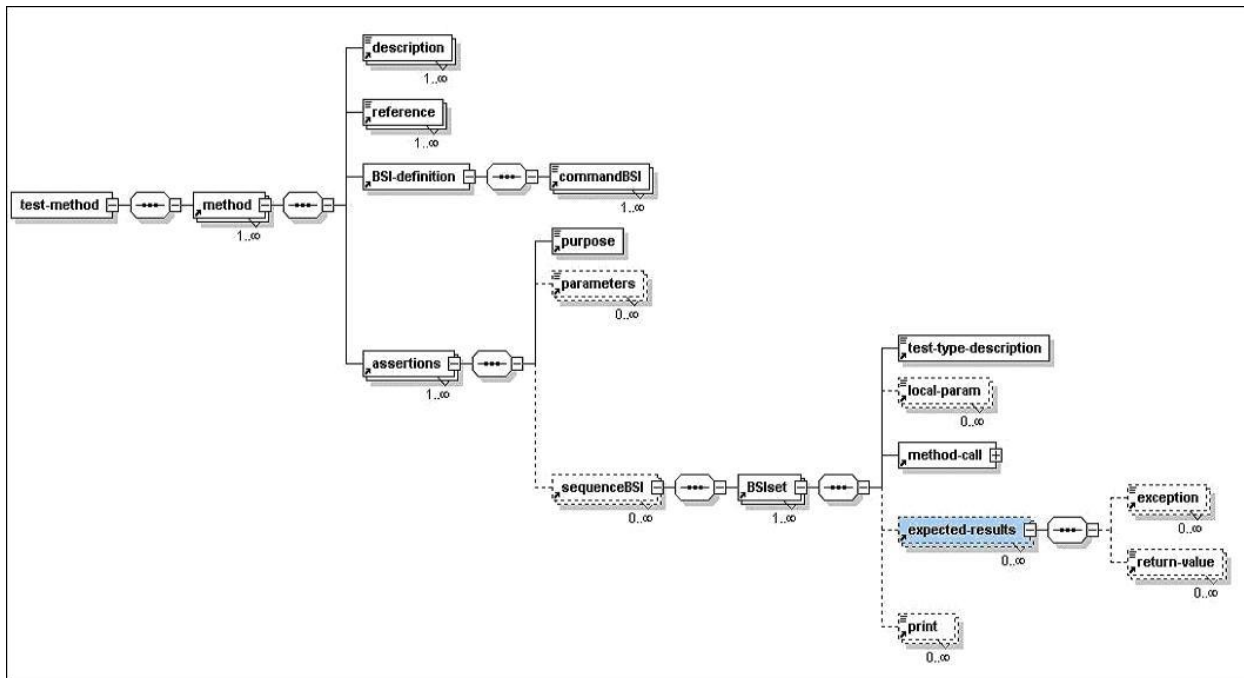 description
1..∞
reference
1..∞
BSI-definition
commandBSI
1..∞
test-method
method
1..∞
purpose
parameters
0..∞
assertions
1..∞
test-type-description
local-param
0..∞
method-call
sequenceBSI
0..∞
BSIset
1..∞
expected-results
0..∞
exception
0..∞
return-value
0..∞
print
0..∞